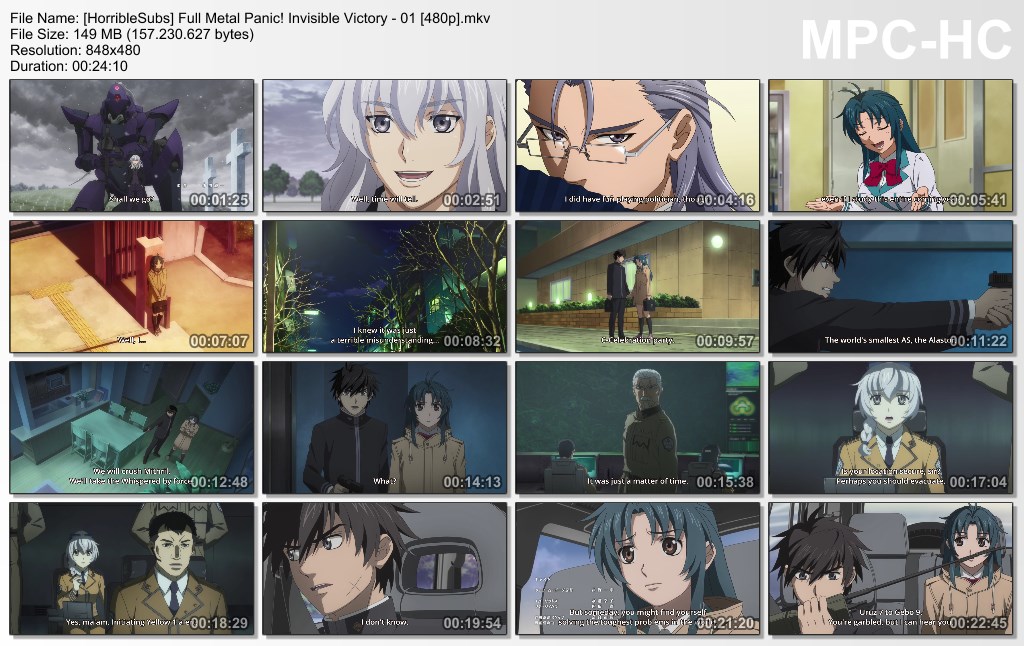 File Name: [HorribleSubs] Full Metal Panic! Invisible Victory - 01 [480p].mkv
File Size: 149 MB (157.230.627 bytes)
Resolution: 848x480
Duration: 00:24:10
MPC-HC
Shall we go?
00:01:25
Well, time will tell.
00:02:51
I did have fun playing politician, tho
00:04:16
00:05:41
Well, I...
00:07:07
I knew it was just
a terrible misunderstanding...
00:08:32
A celebration party.
00:09:57
The world's smallest AS, the Alasto
00:11:22
We will crush Mithril.
We'll take the Whispered by force
00:12:48
What?
00:14:13
It was just a matter of time.
00:15:38
Is your location secure, sir?
Perhaps you should evacuate.
00:17:04
Yes, ma'am. Initiating Yellow 1 ale
00:18:29
I don't know.
00:19:54
But someday, you might find yourself
solving the toughest problems in the
00:21:20
Uruz 7 to Gebo 9.
You're garbled, but I can hear you
00:22:45